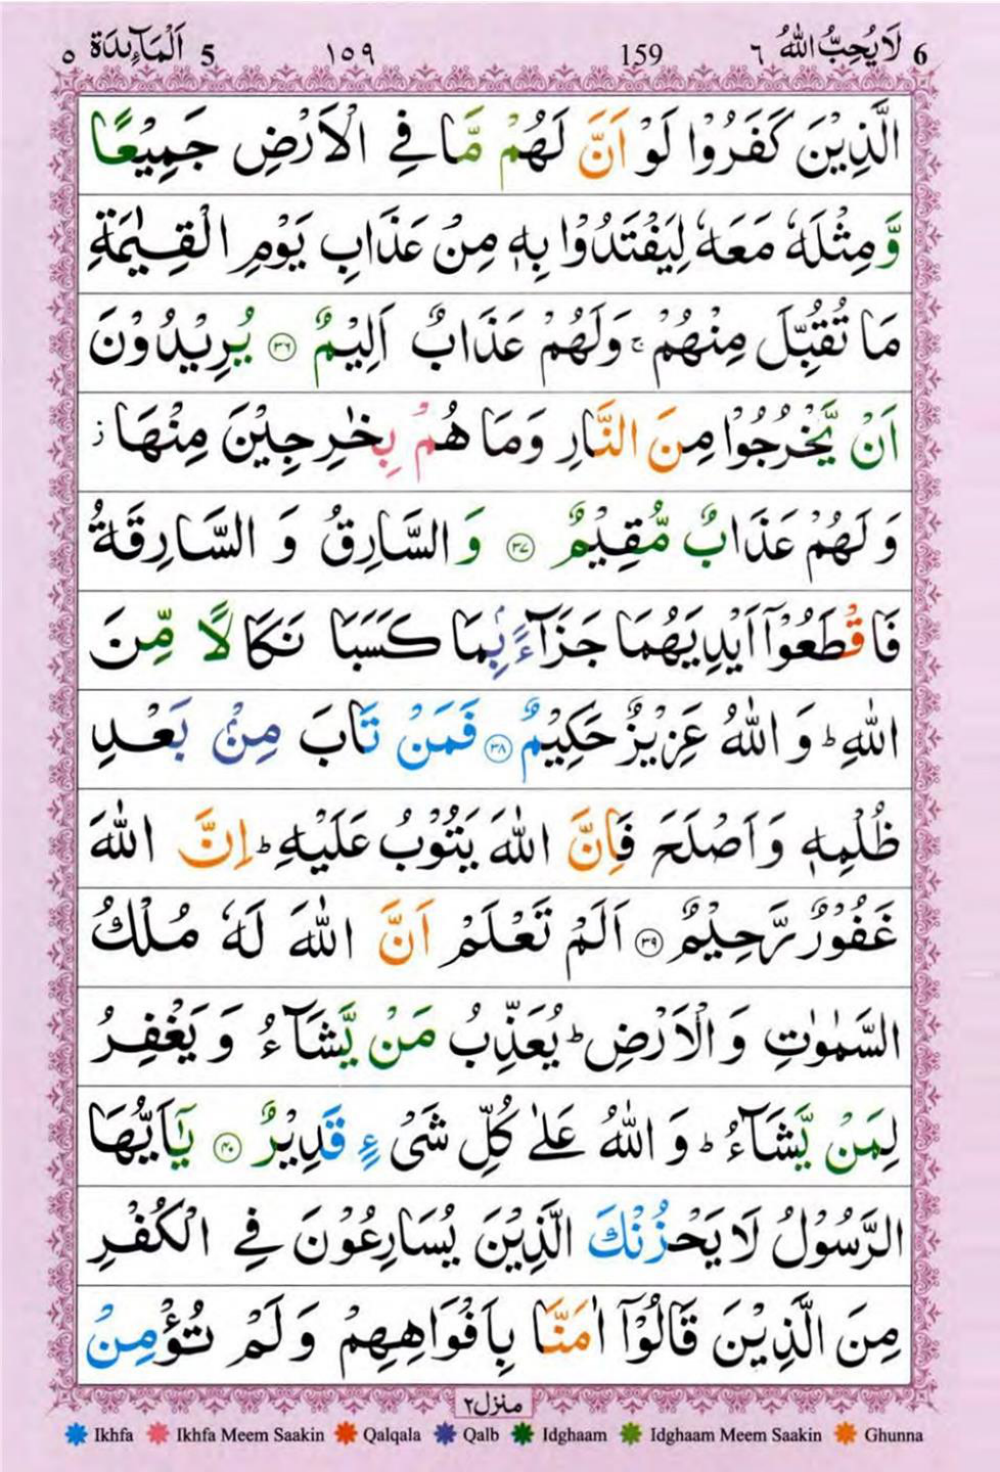 6 لَا يُحِبُّ اللّٰهُ ٦ 159 ١٥٩ 5 اَلْمَآئِدَة ٥
الَّذِيْنَ كَفَرُوْا لَوْ اَنَّ لَهُمْ مَّا فِي الْاَرْضِ جَمِيْعًا
وَّمِثْلَهٗ مَعَهٗ لِيَفْتَدُوْا بِهٖ مِنْ عَذَابِ يَوْمِ الْقِيٰمَةِ
مَا تُقُبِّلَ مِنْهُمْ ۚ وَلَهُمْ عَذَابٌ اَلِيْمٌ ۝٣٦ يُرِيْدُوْنَ
اَنْ يَّخْرُجُوْا مِنَ النَّارِ وَمَا هُمْ بِخٰرِجِيْنَ مِنْهَا ز
وَلَهُمْ عَذَابٌ مُّقِيْمٌ ۝٣٧ وَالسَّارِقُ وَ السَّارِقَةُ
فَاقْطَعُوْۤا اَيْدِيَهُمَا جَزَآءًۢ بِمَا كَسَبَا نَكَالًا مِّنَ
اللّٰهِ ؕ وَ اللّٰهُ عَزِيْزٌ حَكِيْمٌ ۝٣٨ فَمَنْ تَابَ مِنْۢ بَعْدِ
ظُلْمِهٖ وَاَصْلَحَ فَاِنَّ اللّٰهَ يَتُوْبُ عَلَيْهِ ؕ اِنَّ اللّٰهَ
غَفُوْرٌ رَّحِيْمٌ ۝٣٩ اَلَمْ تَعْلَمْ اَنَّ اللّٰهَ لَهٗ مُلْكُ
السَّمٰوٰتِ وَ الْاَرْضِ ؕ يُعَذِّبُ مَنْ يَّشَآءُ وَ يَغْفِرُ
لِمَنْ يَّشَآءُ ؕ وَ اللّٰهُ عَلٰى كُلِّ شَیْءٍ قَدِيْرٌ ۝٤٠ يٰۤاَيُّهَا
الرَّسُوْلُ لَا يَحْزُنْكَ الَّذِيْنَ يُسَارِعُوْنَ فِي الْكُفْرِ
مِنَ الَّذِيْنَ قَالُوْۤا اٰمَنَّا بِاَفْوَاهِهِمْ وَلَمْ تُؤْمِنْ
منزل ٢
Ikhfa Ikhfa Meem Saakin Qalqala Qalb Idghaam Idghaam Meem Saakin Ghunna